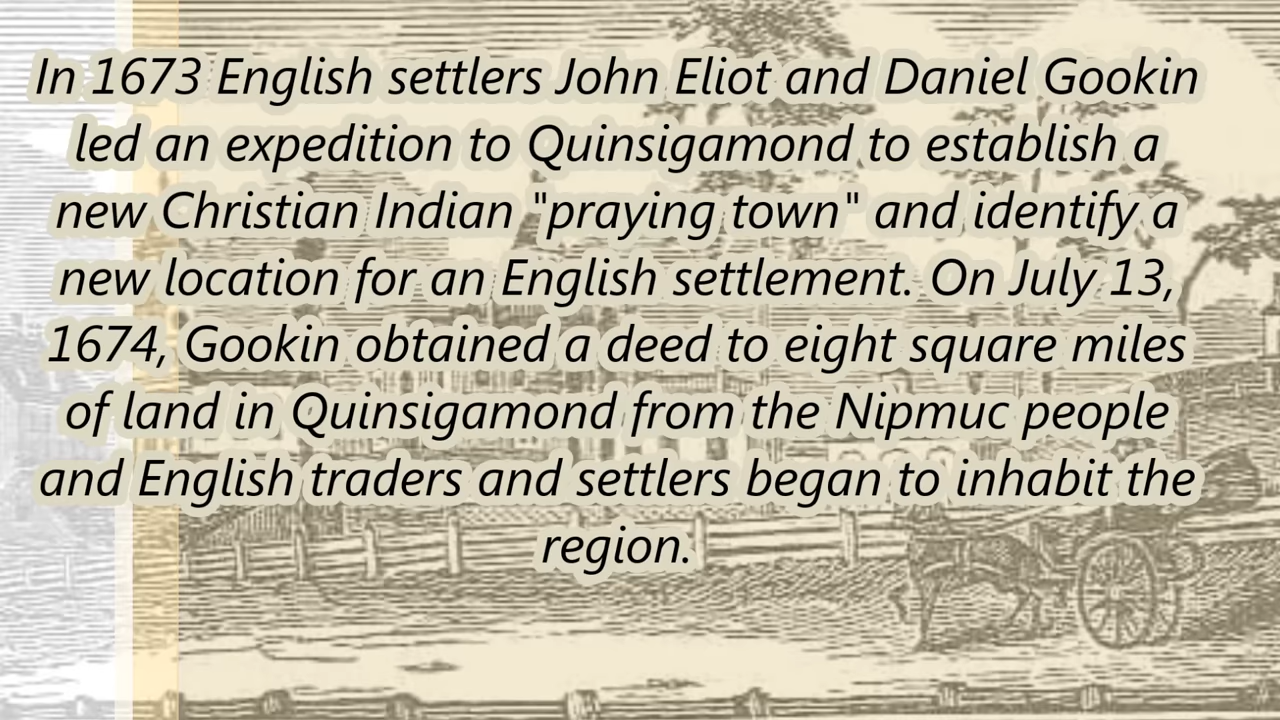 In 1673 English settlers John Eliot and Daniel Gookin
led an expedition to Quinsigamond to establish a
new Christian Indian "praying town" and identify a
new location for an English settlement. On July 13,
1674, Gookin obtained a deed to eight square miles
of land in Quinsigamond from the Nipmuc people
and English traders and settlers began to inhabit the
region.